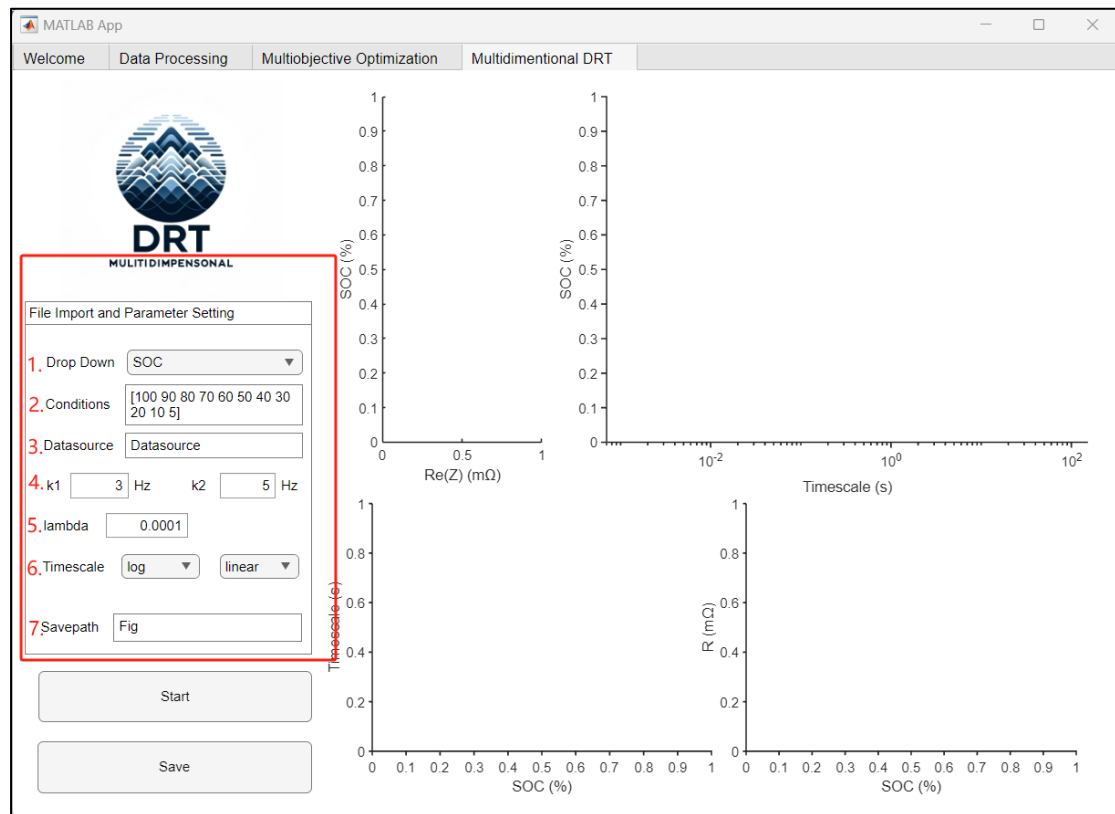 MATLAB App
Welcome Data Processing Multiobjective Optimization Multidimentional DRT
DRT
MULITIDIMPENSONAL
File Import and Parameter Setting
1. Drop Down SOC
2. Conditions [100 90 80 70 60 50 40 30
20 10 5]
3. Datasource Datasource
4. k1 3 Hz k2 5 Hz
5. lambda 0.0001
6. Timescale log linear
7. Savepath Fig
Start
Save
1
0.9
0.8
0.7
0.6
0.5
0.4
0.3
0.2
0.1
0
SOC (%)
0 0.5 1
Re(Z) (mΩ)
1
0.9
0.8
0.7
0.6
0.5
0.4
0.3
0.2
0.1
0
SOC (%)
10-2 100 102
Timescale (s)
1
0.8
0.6
0.4
0.2
0
Timescale (s)
0 0.1 0.2 0.3 0.4 0.5 0.6 0.7 0.8 0.9 1
SOC (%)
1
0.8
0.6
0.4
0.2
0
R (mΩ)
0 0.1 0.2 0.3 0.4 0.5 0.6 0.7 0.8 0.9 1
SOC (%)